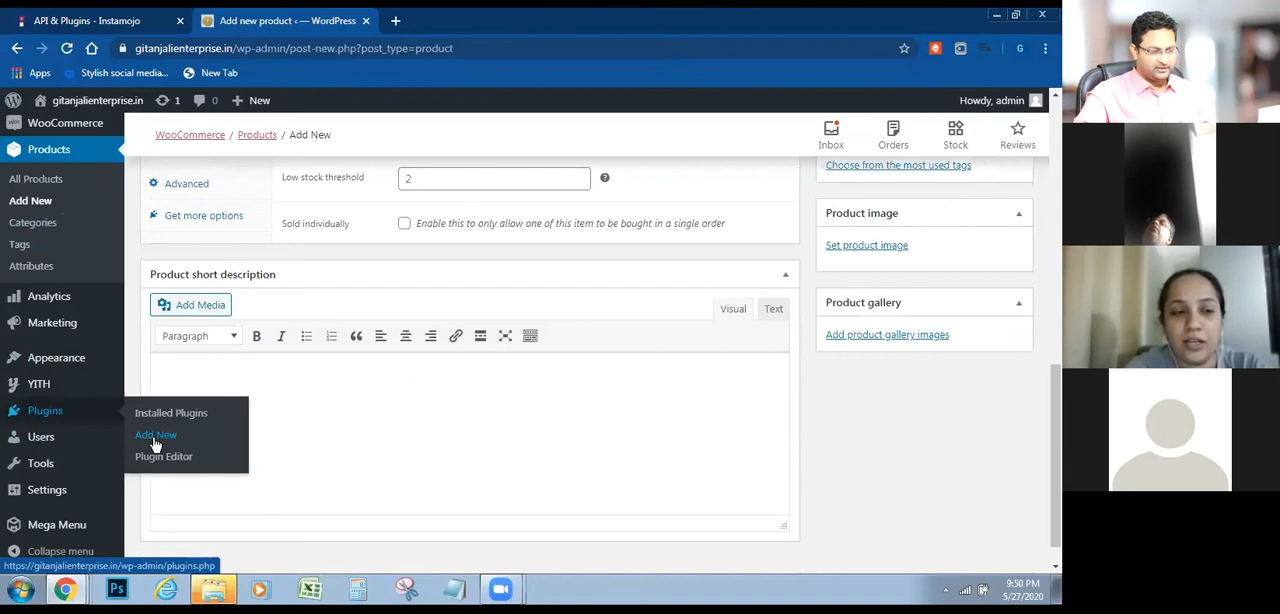 API & Plugins - Instamojo
Add new product ‹ — WordPress
gitanjalienterprise.in/wp-admin/post-new.php?post_type=product
G
Apps
Stylish social media...
New Tab
gitanjalienterprise.in
1
0
New
Howdy, admin
WooCommerce
WooCommerce / Products / Add New
Inbox
Orders
Stock
Reviews
Products
All Products
Add New
Categories
Tags
Attributes
Analytics
Marketing
Appearance
YITH
Plugins
Users
Tools
Settings
Mega Menu
Collapse menu
Installed Plugins
Add New
Plugin Editor
Advanced
Get more options
Low stock threshold
2
Sold individually
Enable this to only allow one of this item to be bought in a single order
Product short description
Add Media
Visual
Text
Paragraph
B
I
Choose from the most used tags
Product image
Set product image
Product gallery
Add product gallery images
https://gitanjalienterprise.in/wp-admin/plugins.php
Ps
9:50 PM
5/27/2020